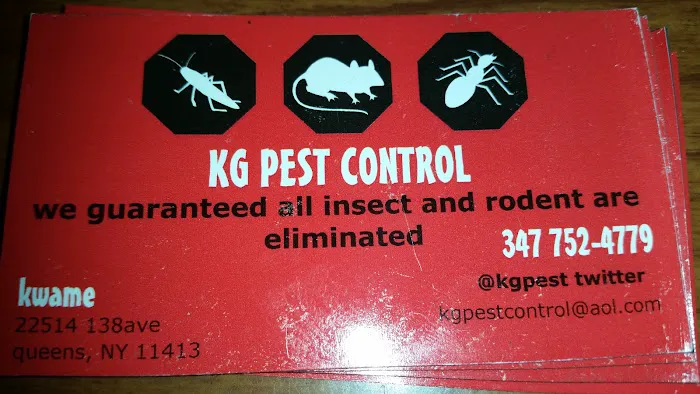 KG PEST CONTROL
we guaranteed all insect and rodent are
eliminated
347 752-4779
@kgpest twitter
kgpestcontrol@aol.com
kwame
22514 138ave
queens, NY 11413